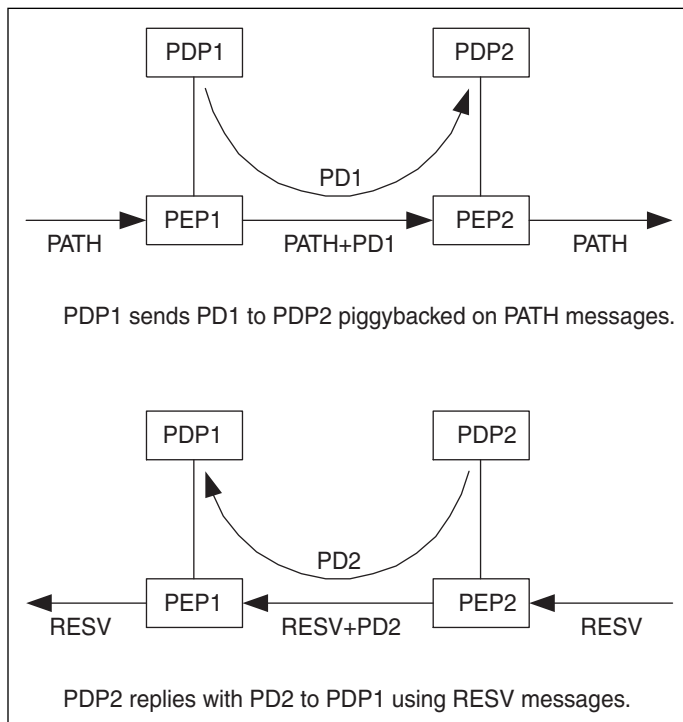 PDP1 PDP2
PD1
PEP1 PEP2
PATH PATH+PD1 PATH
PDP1 sends PD1 to PDP2 piggybacked on PATH messages.
PDP1 PDP2
PD2
PEP1 PEP2
RESV RESV+PD2 RESV
PDP2 replies with PD2 to PDP1 using RESV messages.